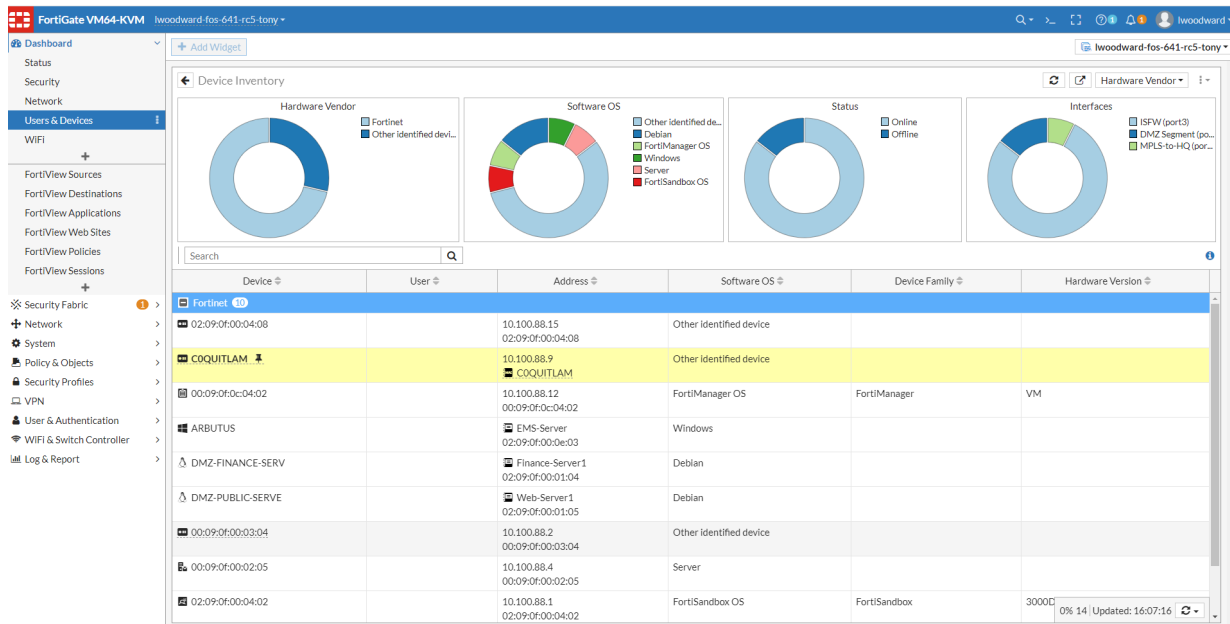 FortiGate VM64-KVM lwoodward-fos-641-rc5-tony
1 1 lwoodward
Dashboard
Status
Security
Network
Users & Devices
WiFi
FortiView Sources
FortiView Destinations
FortiView Applications
FortiView Web Sites
FortiView Policies
FortiView Sessions
Security Fabric 1
Network
System
Policy & Objects
Security Profiles
VPN
User & Authentication
WiFi & Switch Controller
Log & Report
+ Add Widget
lwoodward-fos-641-rc5-tony
Device Inventory
Hardware Vendor
Hardware Vendor
Fortinet
Other identified devi...
Software OS
Other identified de...
Debian
FortiManager OS
Windows
Server
FortiSandbox OS
Status
Online
Offline
Interfaces
ISFW (port3)
DMZ Segment (po...
MPLS-to-HQ (por...
Search
Device User Address Software OS Device Family Hardware Version
Fortinet 10
02:09:0f:00:04:08 10.100.88.15 Other identified device
02:09:0f:00:04:08
C0QUITLAM 10.100.88.9 Other identified device
C0QUITLAM
00:09:0f:0c:04:02 10.100.88.12 FortiManager OS FortiManager VM
00:09:0f:0c:04:02
ARBUTUS EMS-Server Windows
02:09:0f:00:0e:03
DMZ-FINANCE-SERV Finance-Server1 Debian
02:09:0f:00:01:04
DMZ-PUBLIC-SERVE Web-Server1 Debian
02:09:0f:00:01:05
00:09:0f:00:03:04 10.100.88.2 Other identified device
00:09:0f:00:03:04
00:09:0f:00:02:05 10.100.88.4 Server
00:09:0f:00:02:05
02:09:0f:00:04:02 10.100.88.1 FortiSandbox OS FortiSandbox 3000D
02:09:0f:00:04:02
0% 14 Updated: 16:07:16